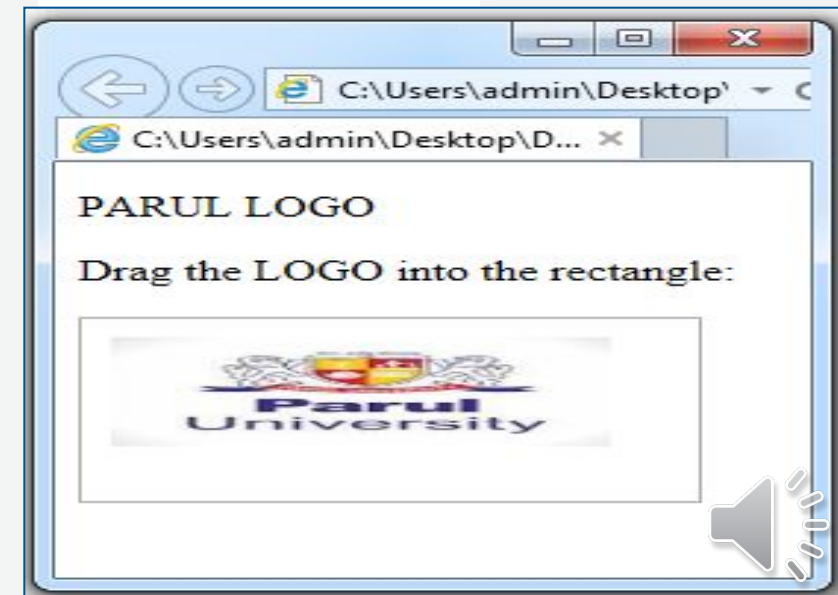 C:\Users\admin\Desktop\
C:\Users\admin\Desktop\D...
PARUL LOGO
Drag the LOGO into the rectangle:
Parul
University